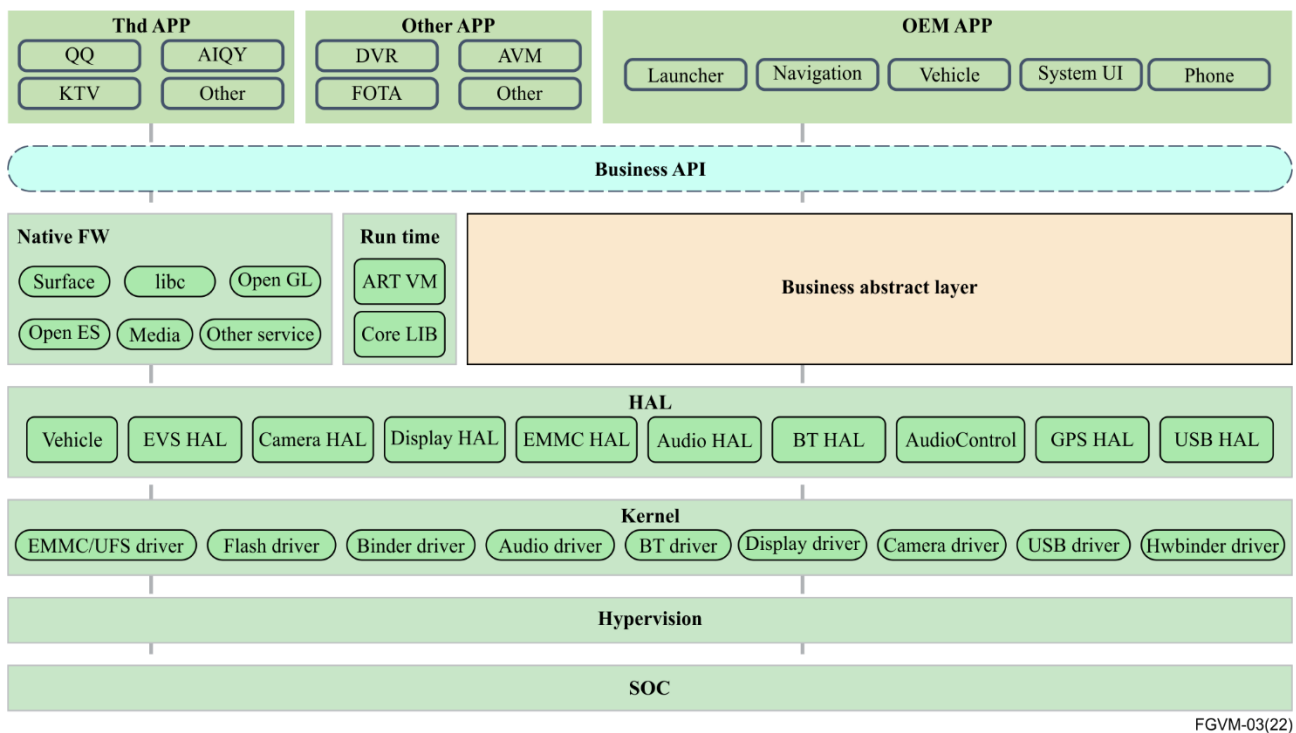 Thd APP
QQ AIQY
KTV Other
Other APP
DVR AVM
FOTA Other
OEM APP
Launcher Navigation Vehicle System UI Phone
Business API
Native FW
Surface libc Open GL
Open ES Media Other service
Run time
ART VM
Core LIB
Business abstract layer
HAL
Vehicle EVS HAL Camera HAL Display HAL EMMC HAL Audio HAL BT HAL AudioControl GPS HAL USB HAL
Kernel
EMMC/UFS driver Flash driver Binder driver Audio driver BT driver Display driver Camera driver USB driver Hwbinder driver
Hypervision
SOC
FGVM-03(22)